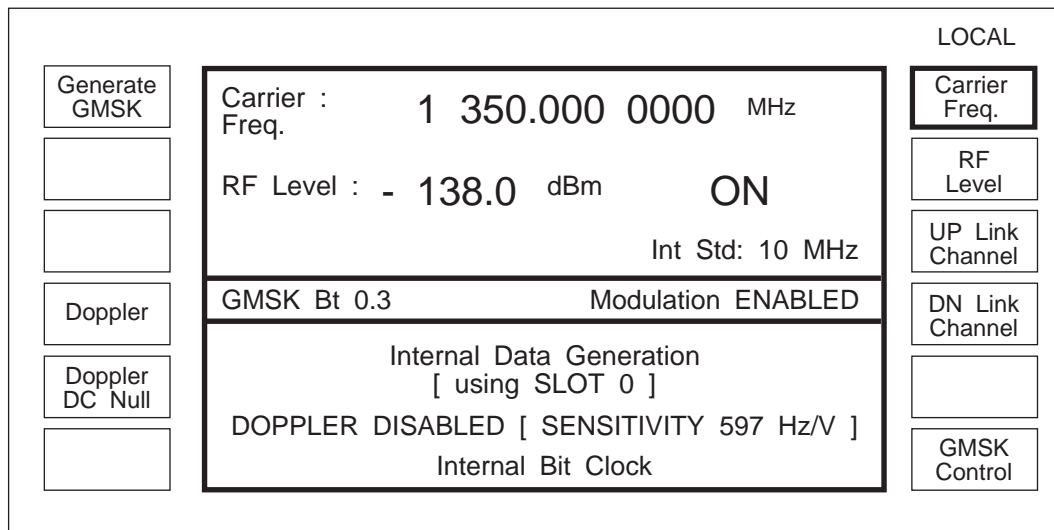 LOCAL
Generate
GMSK
Doppler
Doppler
DC Null
Carrier :
Freq.
1 350.000 0000 MHz
RF Level : - 138.0 dBm ON
Int Std: 10 MHz
GMSK Bt 0.3 Modulation ENABLED
Internal Data Generation
[ using SLOT 0 ]
DOPPLER DISABLED [ SENSITIVITY 597 Hz/V ]
Internal Bit Clock
Carrier
Freq.
RF
Level
UP Link
Channel
DN Link
Channel
GMSK
Control